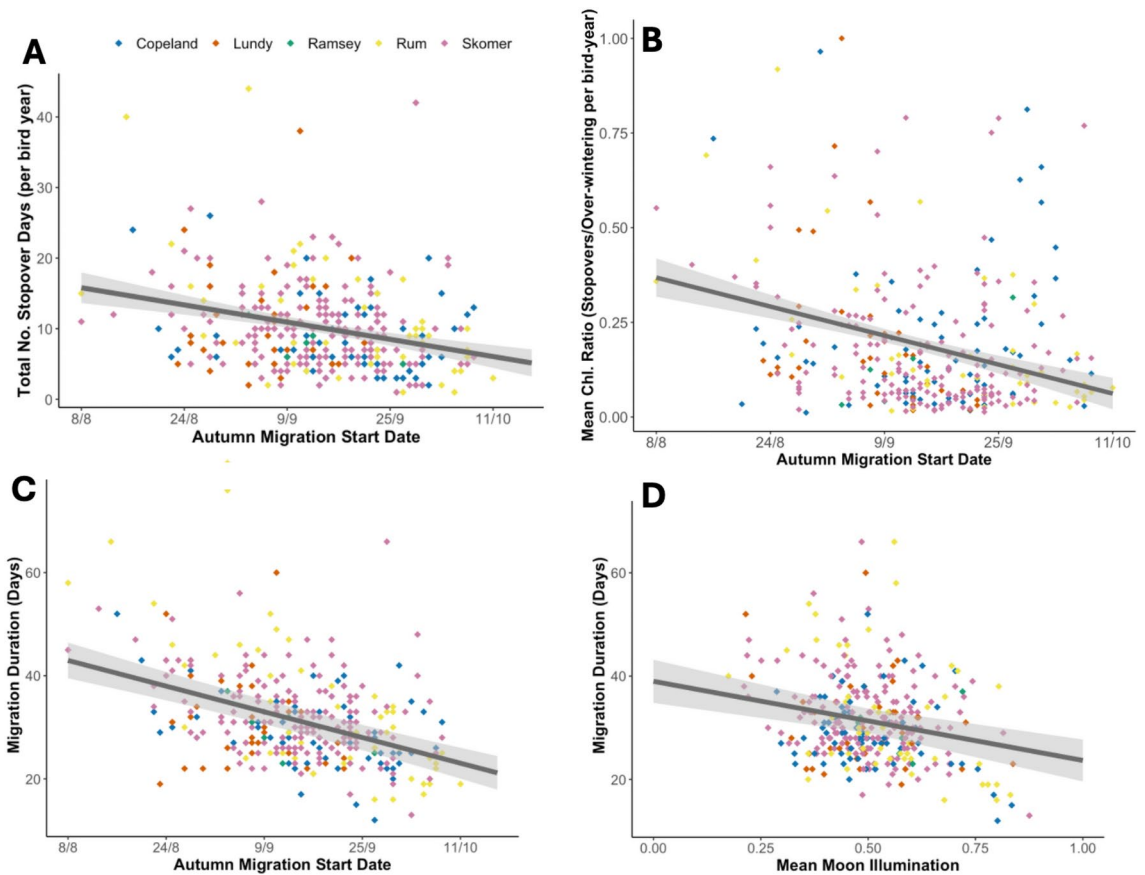 A
Copeland Lundy Ramsey Rum Skomer
Total No. Stopover Days (per bird year)
40
30
20
10
0
8/8 24/8 9/9 25/9 11/10
Autumn Migration Start Date
B
Mean Chl. Ratio (Stopovers/Over-wintering per bird-year)
1.00
0.75
0.50
0.25
0.00
8/8 24/8 9/9 25/9 11/10
Autumn Migration Start Date
C
Migration Duration (Days)
60
40
20
8/8 24/8 9/9 25/9 11/10
Autumn Migration Start Date
D
Migration Duration (Days)
60
40
20
0.00 0.25 0.50 0.75 1.00
Mean Moon Illumination